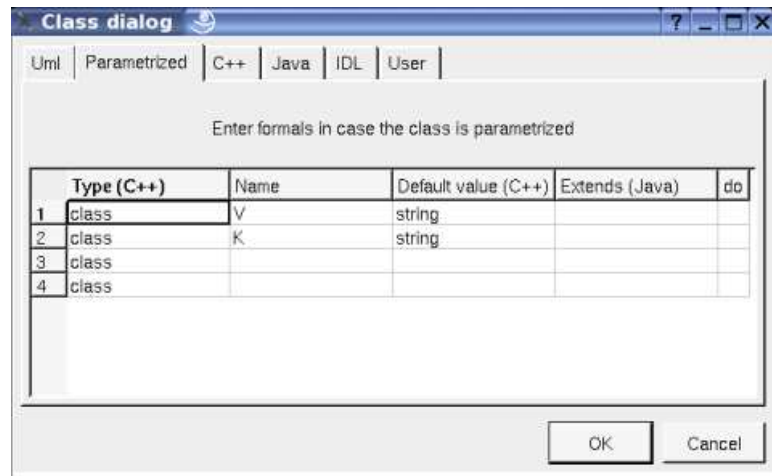 Class dialog ? _
Uml Parametrized C++ Java IDL User
Enter formals in case the class is parametrized
Type (C++) Name Default value (C++) Extends (Java) do
1 class V string
2 class K string
3 class
4 class
OK Cancel